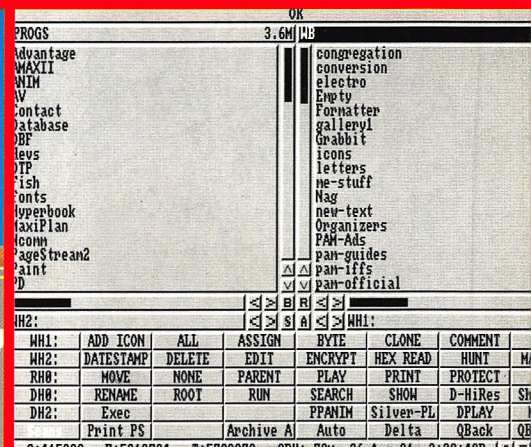 OK
PROGS 3.6M WB
Advantage
AMAXII
ANIM
AV
Contact
Database
DBF
Devs
DTP
Fish
Fonts
Hyperbook
MaxiPlan
Ncomm
PageStream2
Paint
PD
congregation
conversion
electro
Empty
Formatter
gallery1
Grabbit
icons
letters
me-stuff
Nag
new-text
Organizers
PAM-Ads
pam-guides
pam-iffs
pam-official
< > B R < >
WH2: < > S A < > WH1:
WH1: ADD ICON ALL ASSIGN BYTE CLONE COMMENT
WH2: DATESTAMP DELETE EDIT ENCRYPT HEX READ HUNT
RH0: MOVE NONE PARENT PLAY PRINT PROTECT
DH0: RENAME ROOT RUN SEARCH SHOW D-HiRes
DH2: Exec PPANIM Silver-PL DPLAY
Print PS Archive A Auto Delta QBack